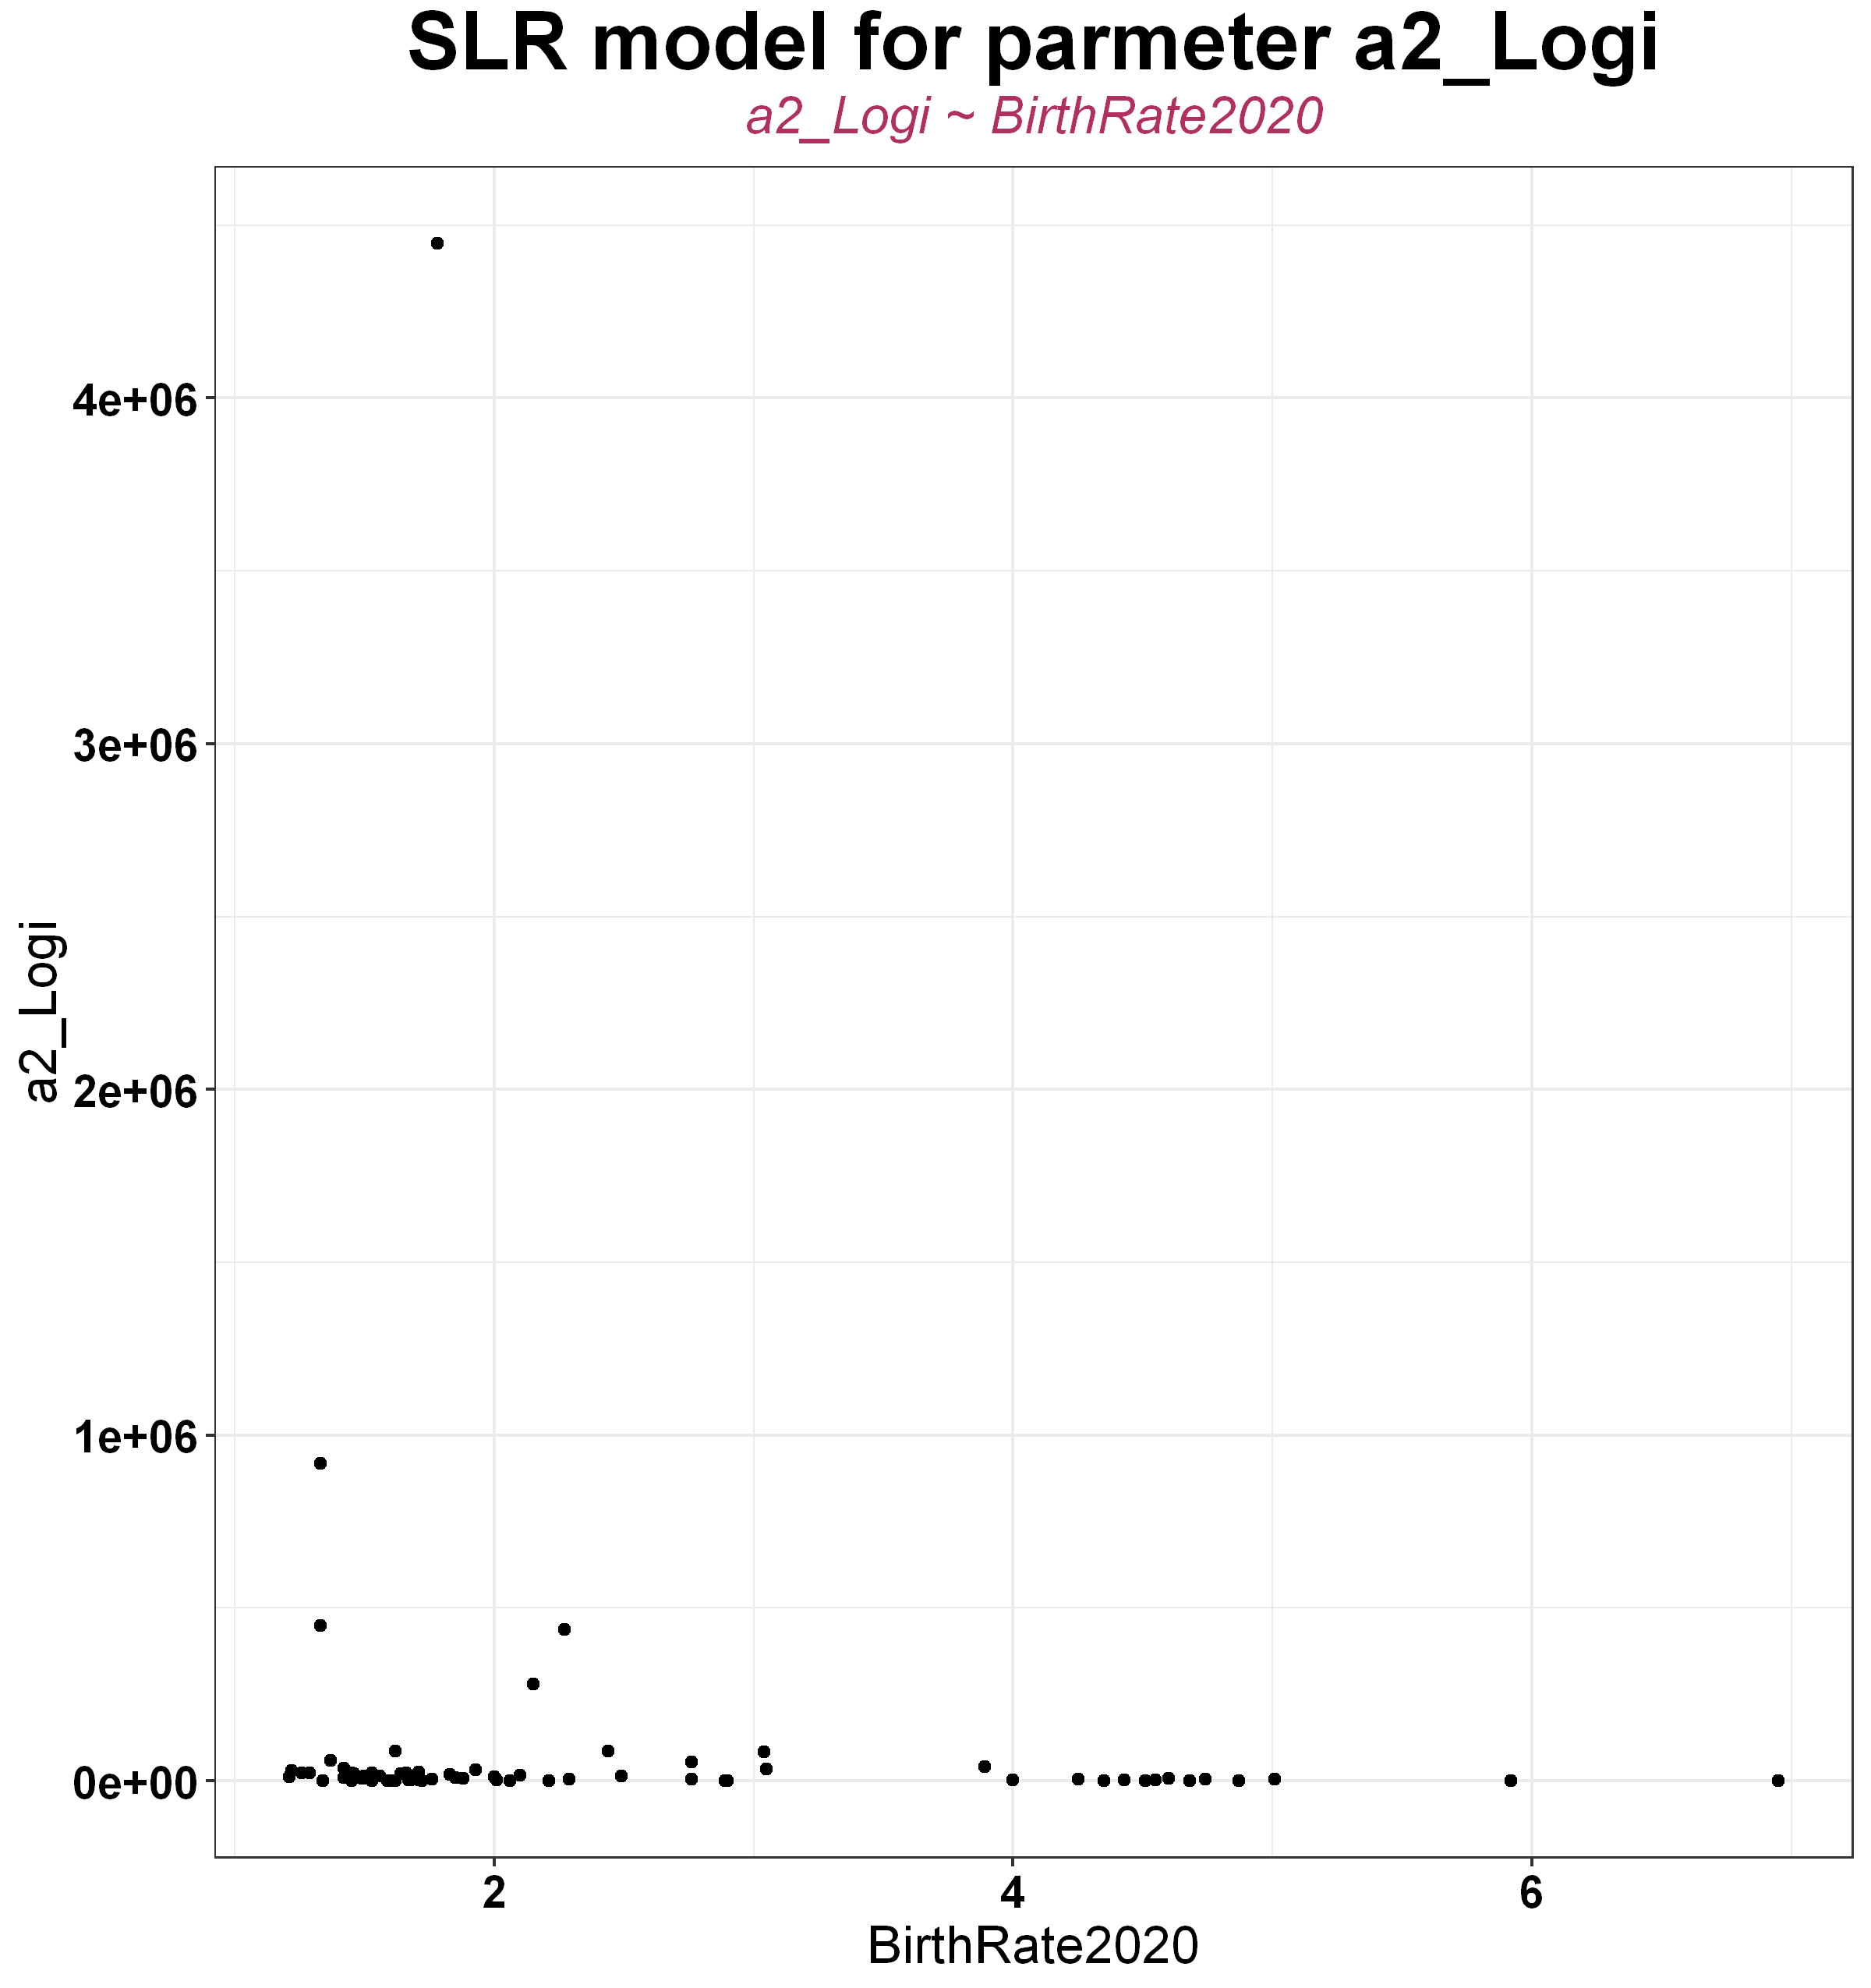 SLR model for parmeter a2_Logi
a2_Logi ~ BirthRate2020
4e+06
3e+06
2e+06
1e+06
0e+00
a2_Logi
2 4 6
BirthRate2020